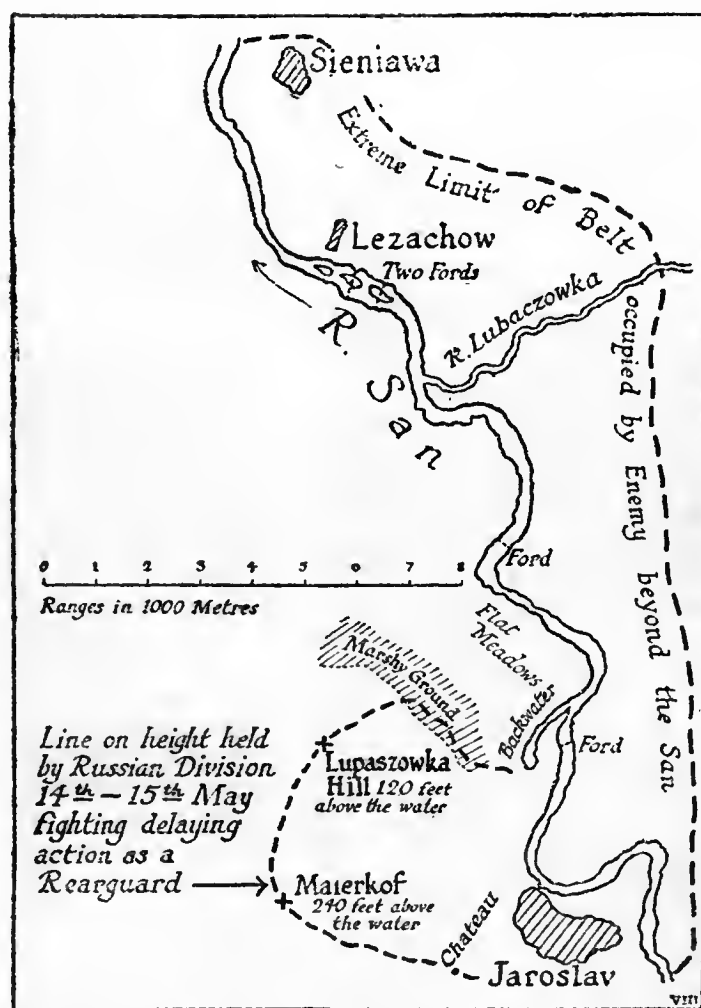 Sieniawa
Extreme Limit of Belt
occupied by Enemy beyond the San
Lezachow
Two Fords
R. Lubaczowka
R. San
Ford
0 1 2 3 4 5 6 7 8
Ranges in 1000 Metres
Flat
Meadows
Marshy Ground
Backwater
Ford
Line on height held
by Russian Division
14th – 15th May
fighting delaying
action as a
Rearguard
Lupaszowka
Hill 120 feet
above the water
Maierkof
240 feet above
the water
Chateau
Jaroslav
VIII